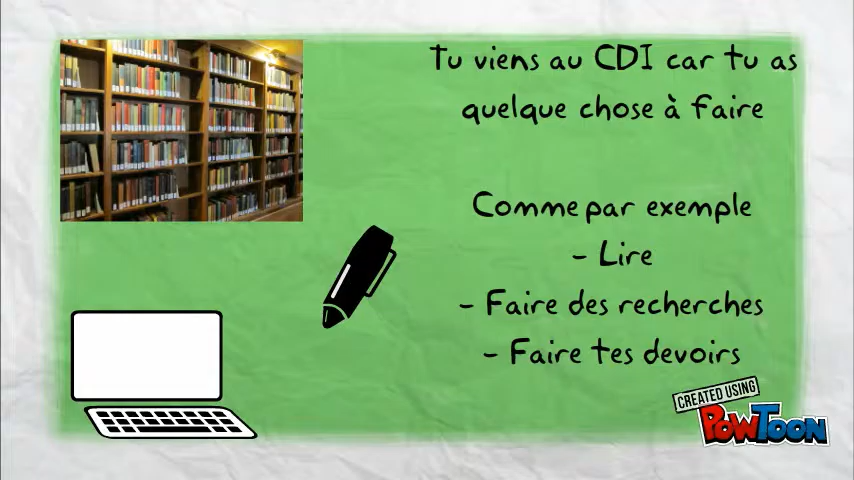 Tu viens au CDI car tu as
quelque chose à faire
Comme par exemple
- Lire
- Faire des recherches
- Faire tes devoirs
CREATED USING
PowToon